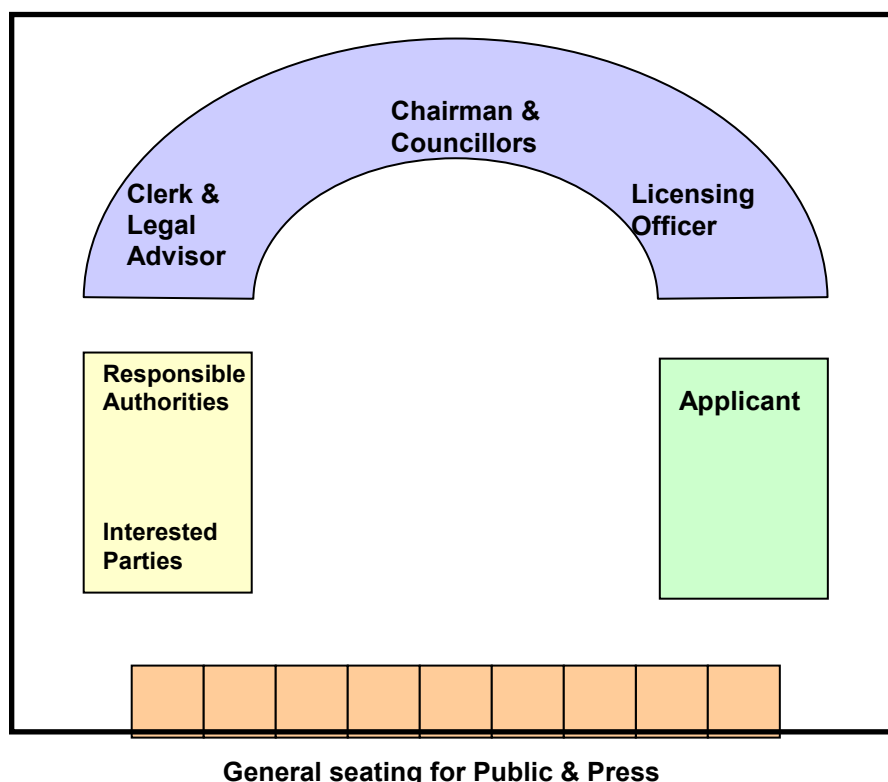 Chairman &
Councillors
Clerk &
Legal
Advisor
Licensing
Officer
Responsible
Authorities
Interested
Parties
Applicant
General seating for Public & Press